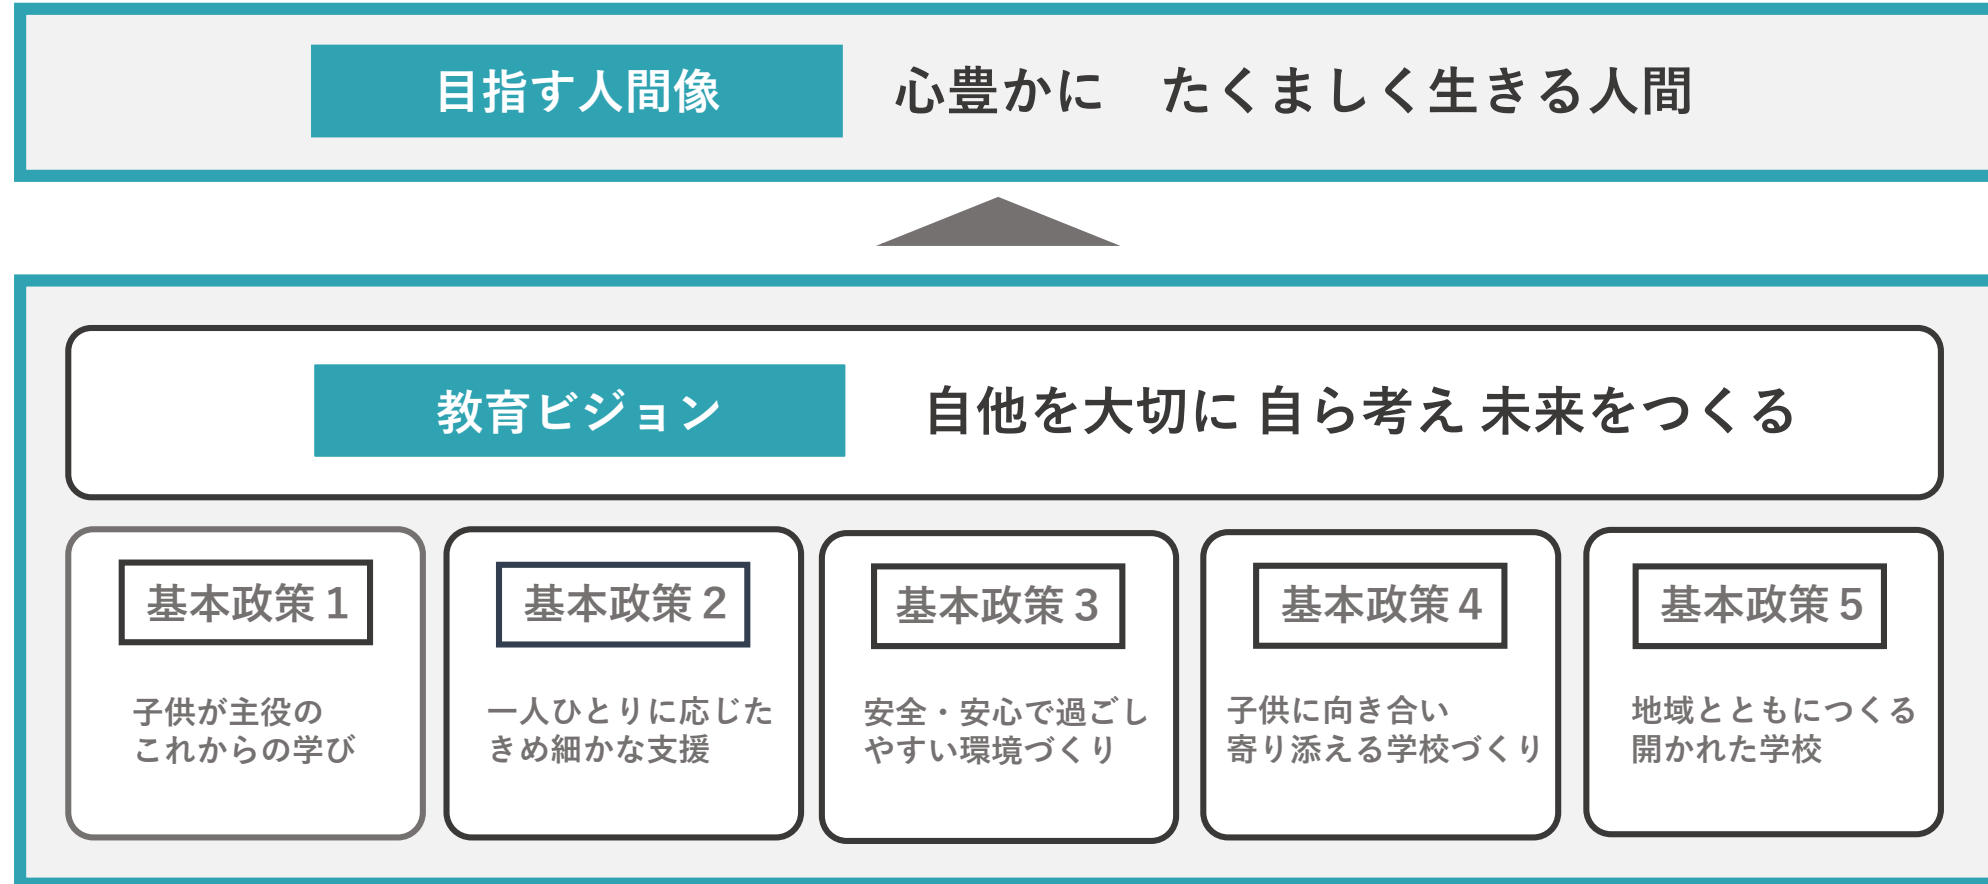 目指す人間像
心豊かに　たくましく生きる人間
教育ビジョン
自他を大切に 自ら考え 未来をつくる
基本政策１
子供が主役の
これからの学び
基本政策２
一人ひとりに応じた
きめ細かな支援
基本政策３
安全・安心で過ごし
やすい環境づくり
基本政策４
子供に向き合い
寄り添える学校づくり
基本政策５
地域とともにつくる
開かれた学校